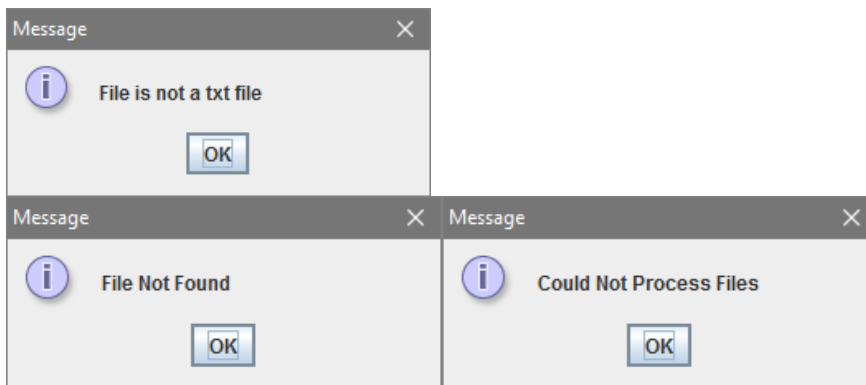 Message
File is not a txt file
OK
Message
File Not Found
OK
Message
Could Not Process Files
OK